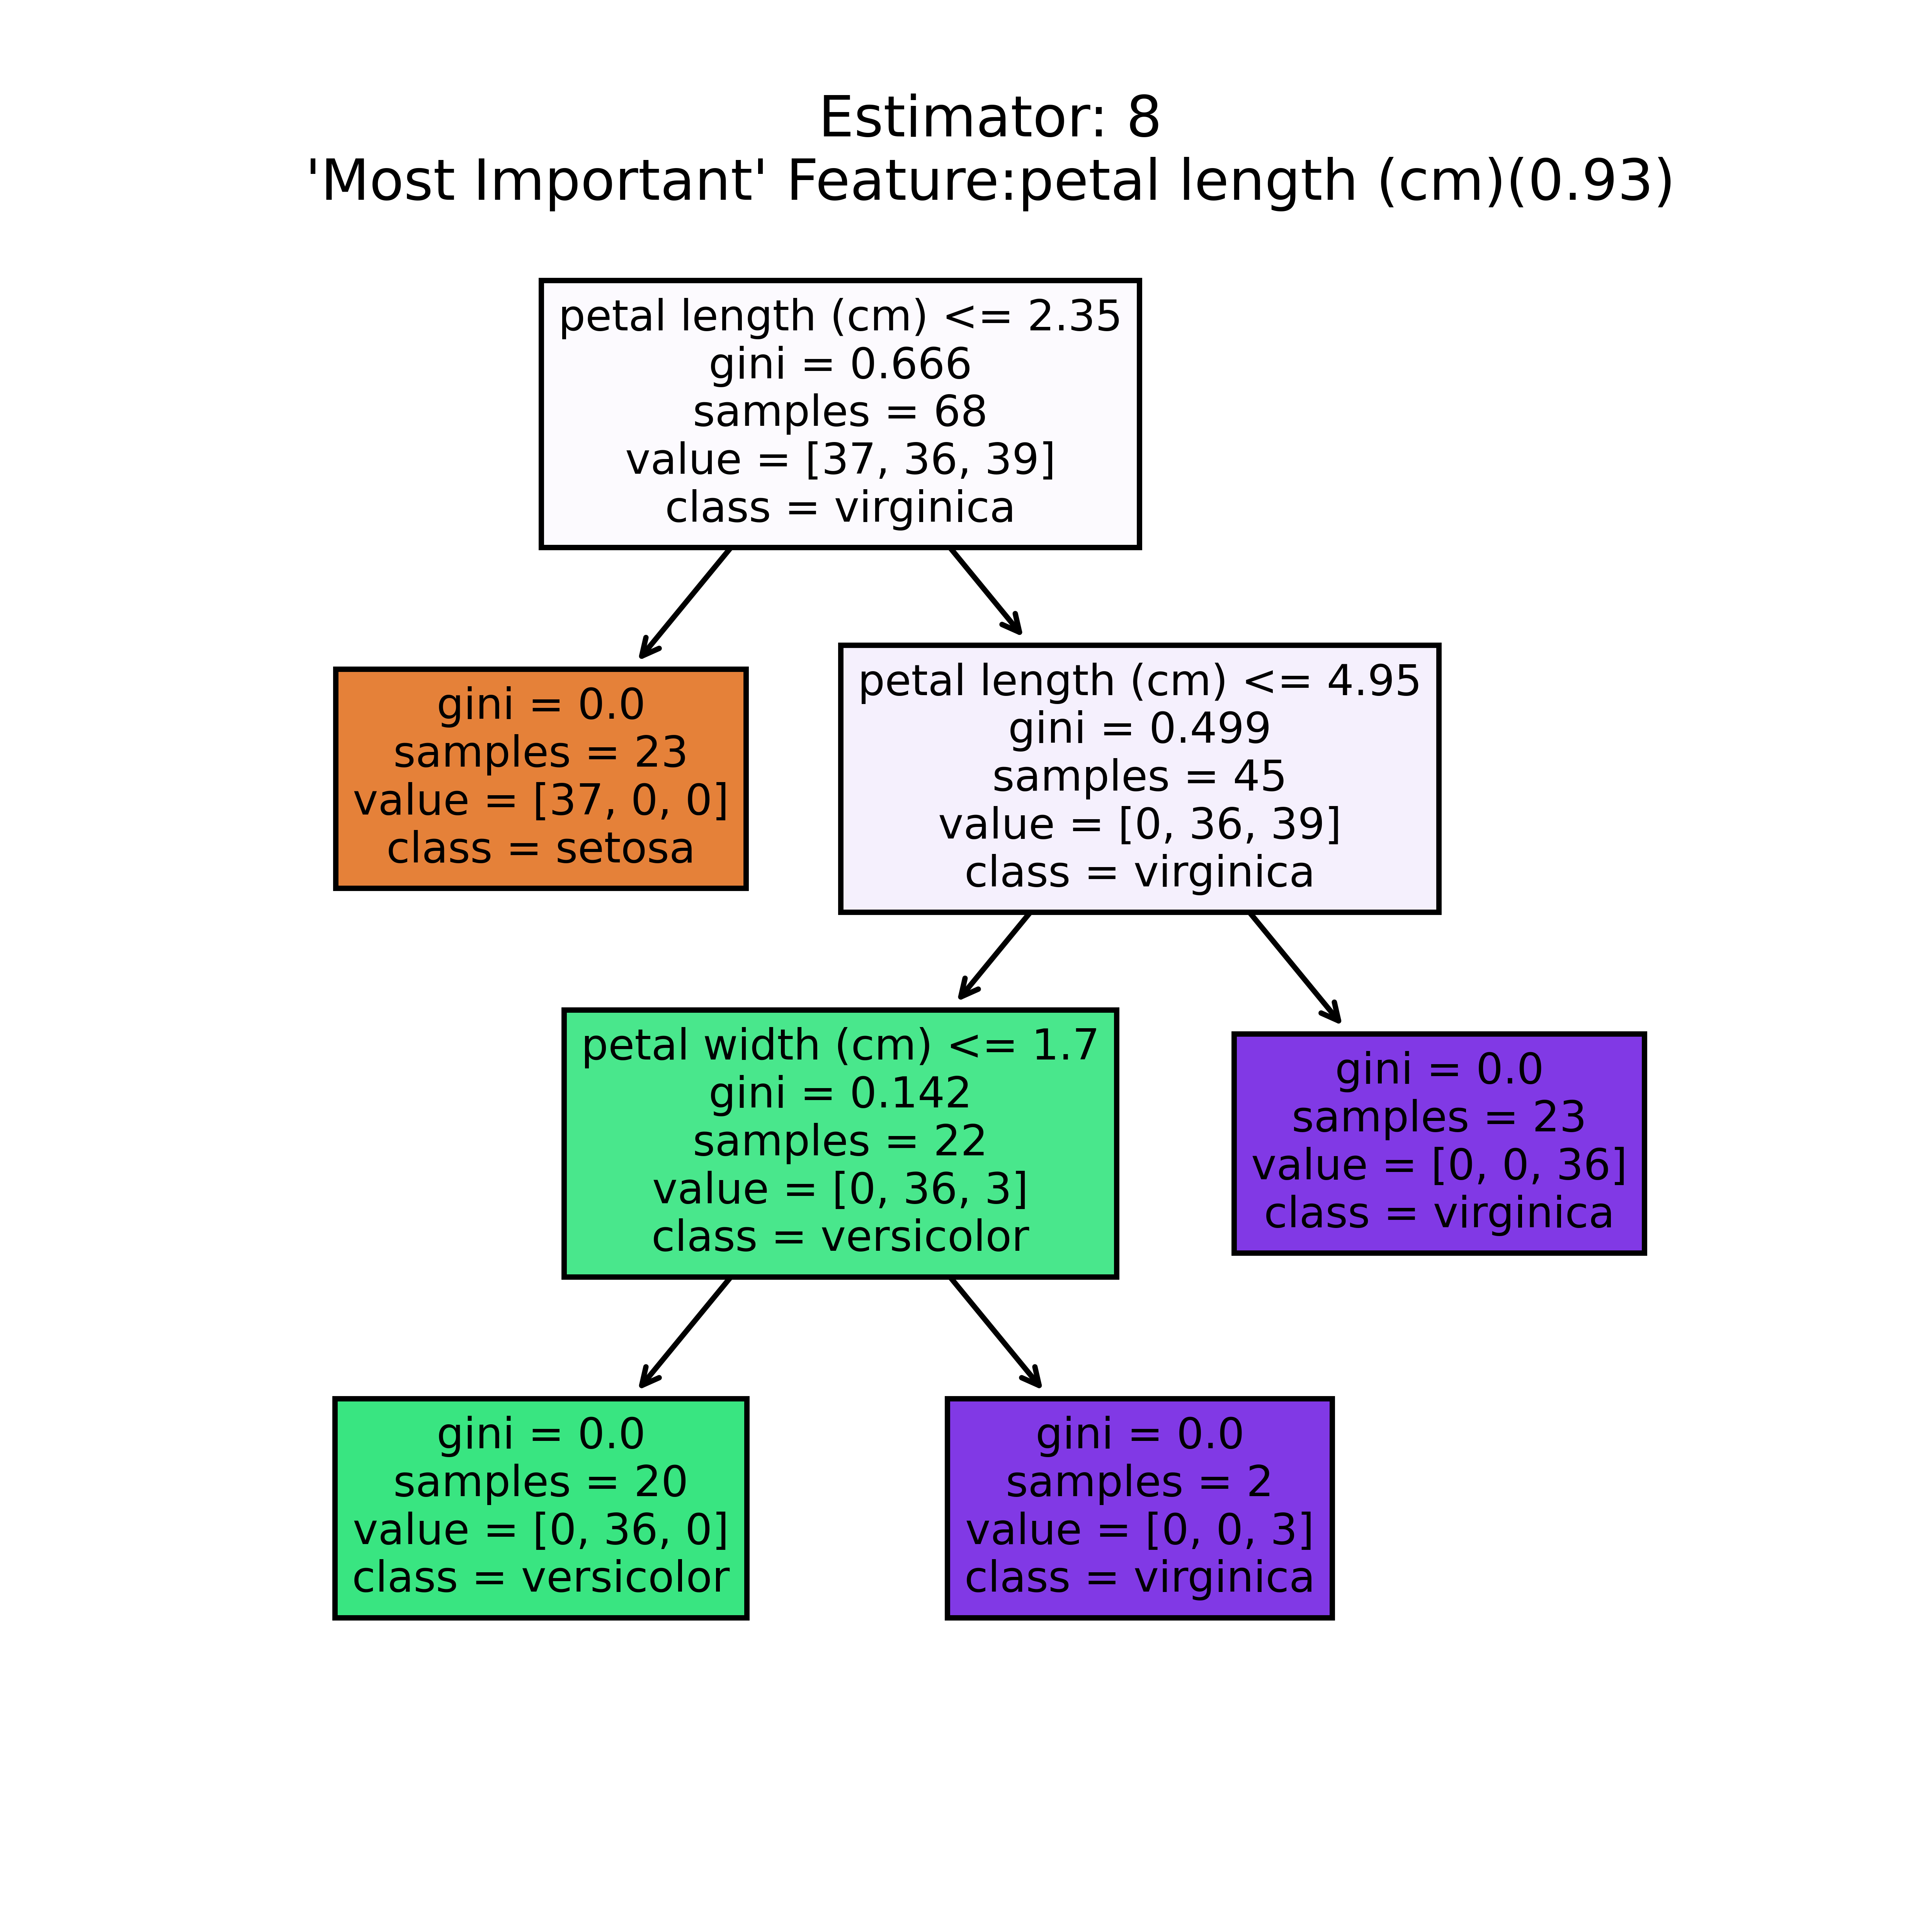 Estimator: 8
'Most Important' Feature:petal length (cm)(0.93)
petal length (cm) <= 2.35
gini = 0.666
samples = 68
value = [37, 36, 39]
class = virginica
gini = 0.0
samples = 23
value = [37, 0, 0]
class = setosa
petal length (cm) <= 4.95
gini = 0.499
samples = 45
value = [0, 36, 39]
class = virginica
petal width (cm) <= 1.7
gini = 0.142
samples = 22
value = [0, 36, 3]
class = versicolor
gini = 0.0
samples = 23
value = [0, 0, 36]
class = virginica
gini = 0.0
samples = 20
value = [0, 36, 0]
class = versicolor
gini = 0.0
samples = 2
value = [0, 0, 3]
class = virginica